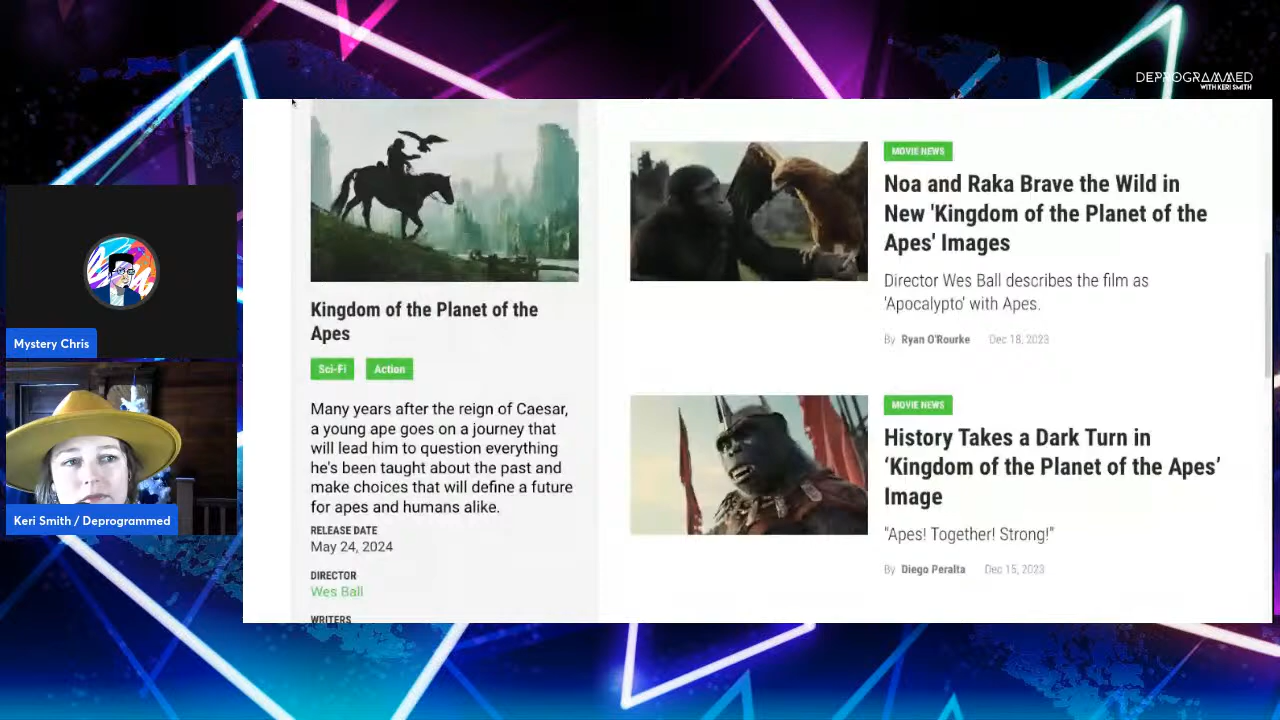 DEPROGRAMMED
WITH KERI SMITH
Mystery Chris
Keri Smith / Deprogrammed
Kingdom of the Planet of the
Apes
Sci-Fi
Action
Many years after the reign of Caesar,
a young ape goes on a journey that
will lead him to question everything
he's been taught about the past and
make choices that will define a future
for apes and humans alike.
RELEASE DATE
May 24, 2024
DIRECTOR
Wes Ball
WRITERS
MOVIE NEWS
Noa and Raka Brave the Wild in
New 'Kingdom of the Planet of the
Apes' Images
Director Wes Ball describes the film as
'Apocalypto' with Apes.
By Ryan O'Rourke Dec 18, 2023
MOVIE NEWS
History Takes a Dark Turn in
‘Kingdom of the Planet of the Apes’
Image
"Apes! Together! Strong!"
By Diego Peralta Dec 15, 2023